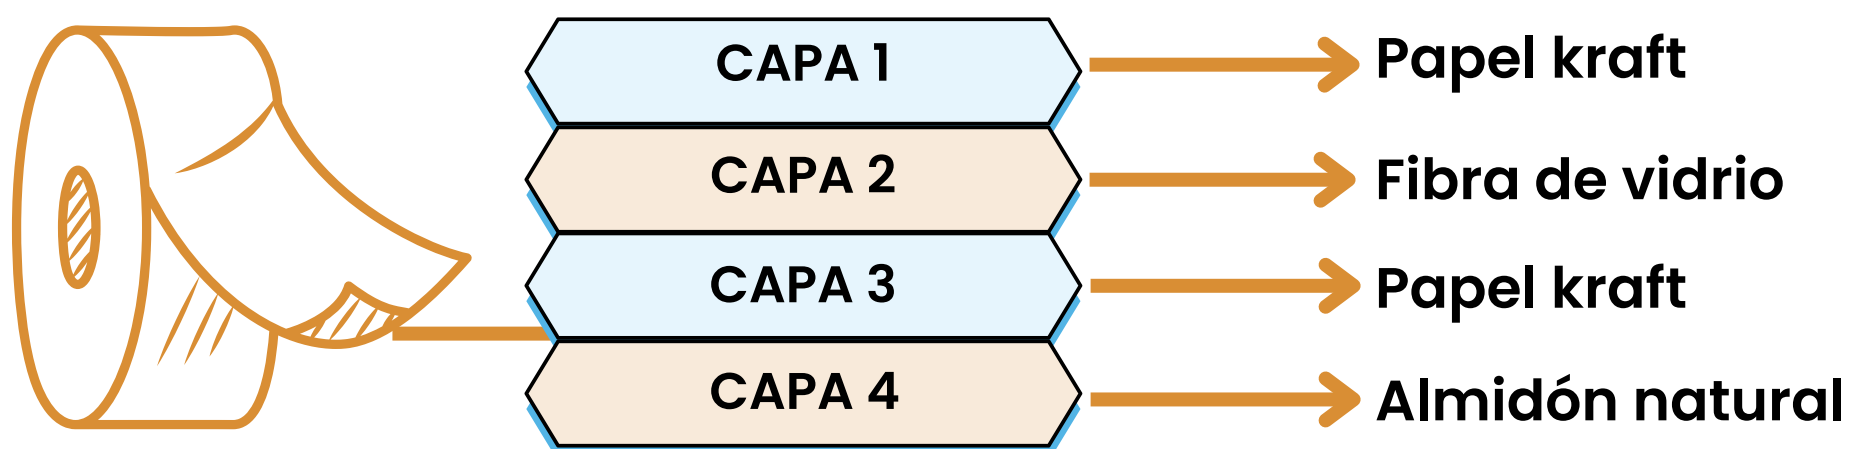 CAPA 1
Papel kraft
CAPA 2
Fibra de vidrio
CAPA 3
Papel kraft
CAPA 4
Almidón natural